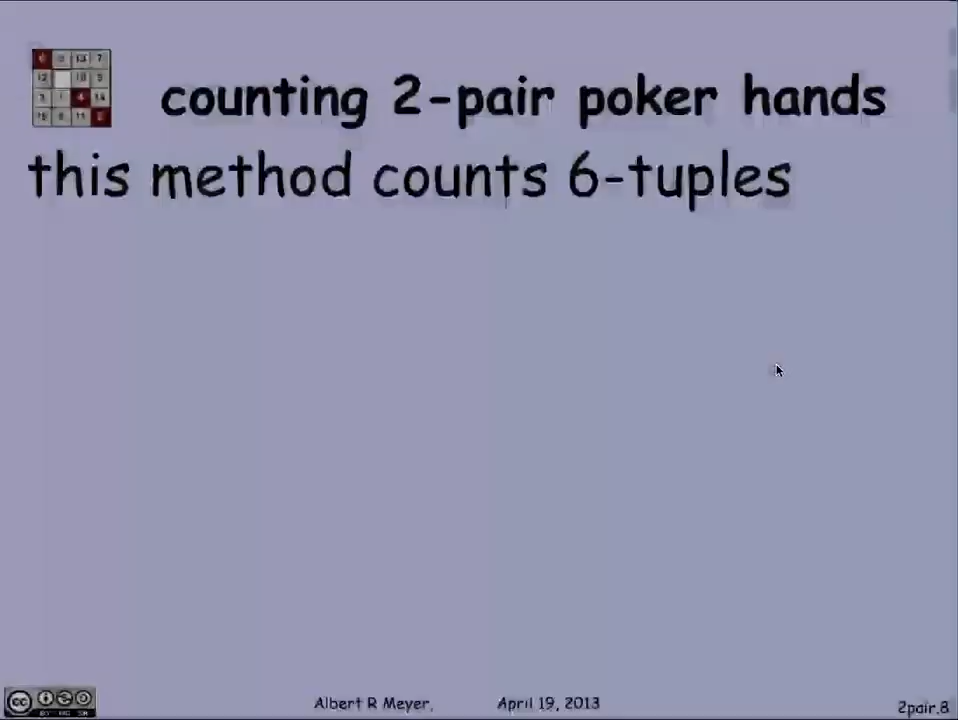 counting 2-pair poker hands
this method counts 6-tuples
Albert R Meyer, April 19, 2013
2pair.8